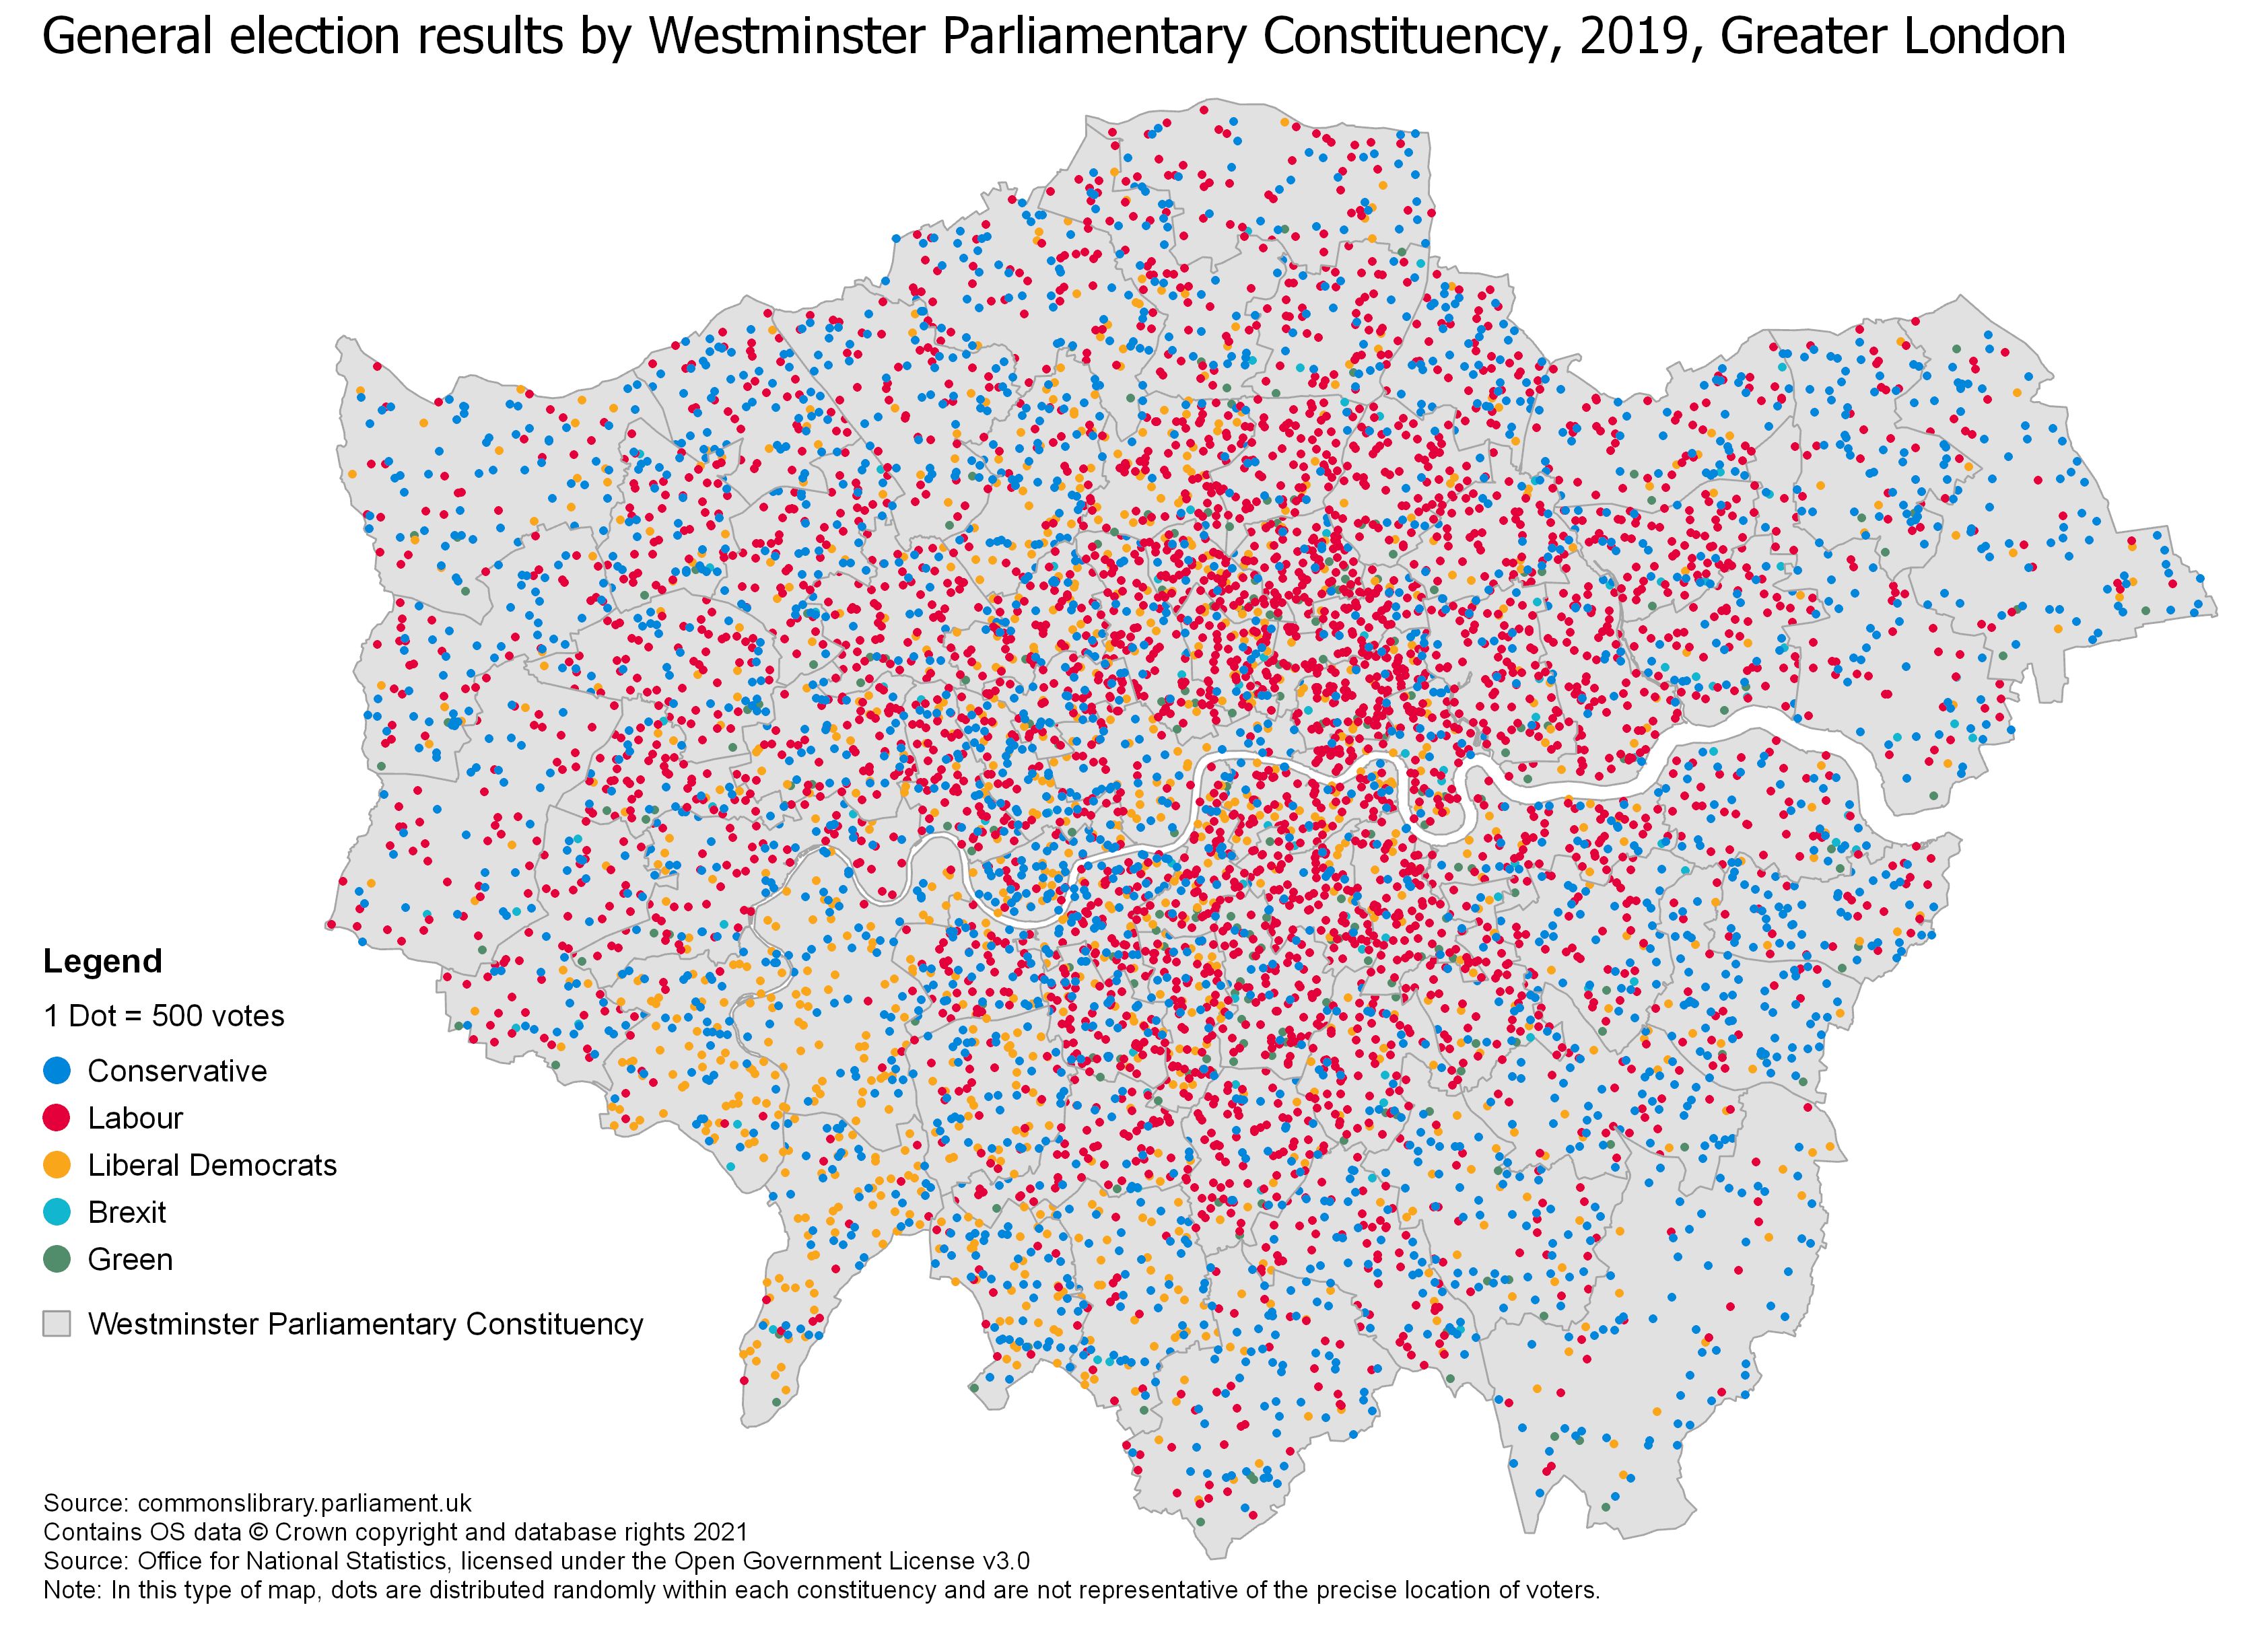 General election results by Westminster Parliamentary Constituency, 2019, Greater London
Legend
1 Dot = 500 votes
Conservative
Labour
Liberal Democrats
Brexit
Green
Westminster Parliamentary Constituency
Source: commonslibrary.parliament.uk
Contains OS data © Crown copyright and database rights 2021
Source: Office for National Statistics, licensed under the Open Government License v3.0
Note: In this type of map, dots are distributed randomly within each constituency and are not representative of the precise location of voters.